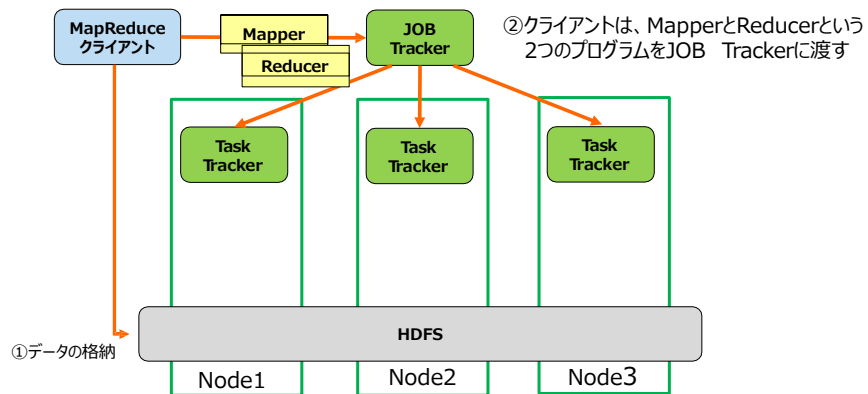 MapReduce
クライアント
Mapper
Reducer
JOB
Tracker
②クライアントは、MapperとReducerという
2つのプログラムをJOB　Trackerに渡す
Task
Tracker
Task
Tracker
Task
Tracker
HDFS
①データの格納
Node1
Node2
Node3